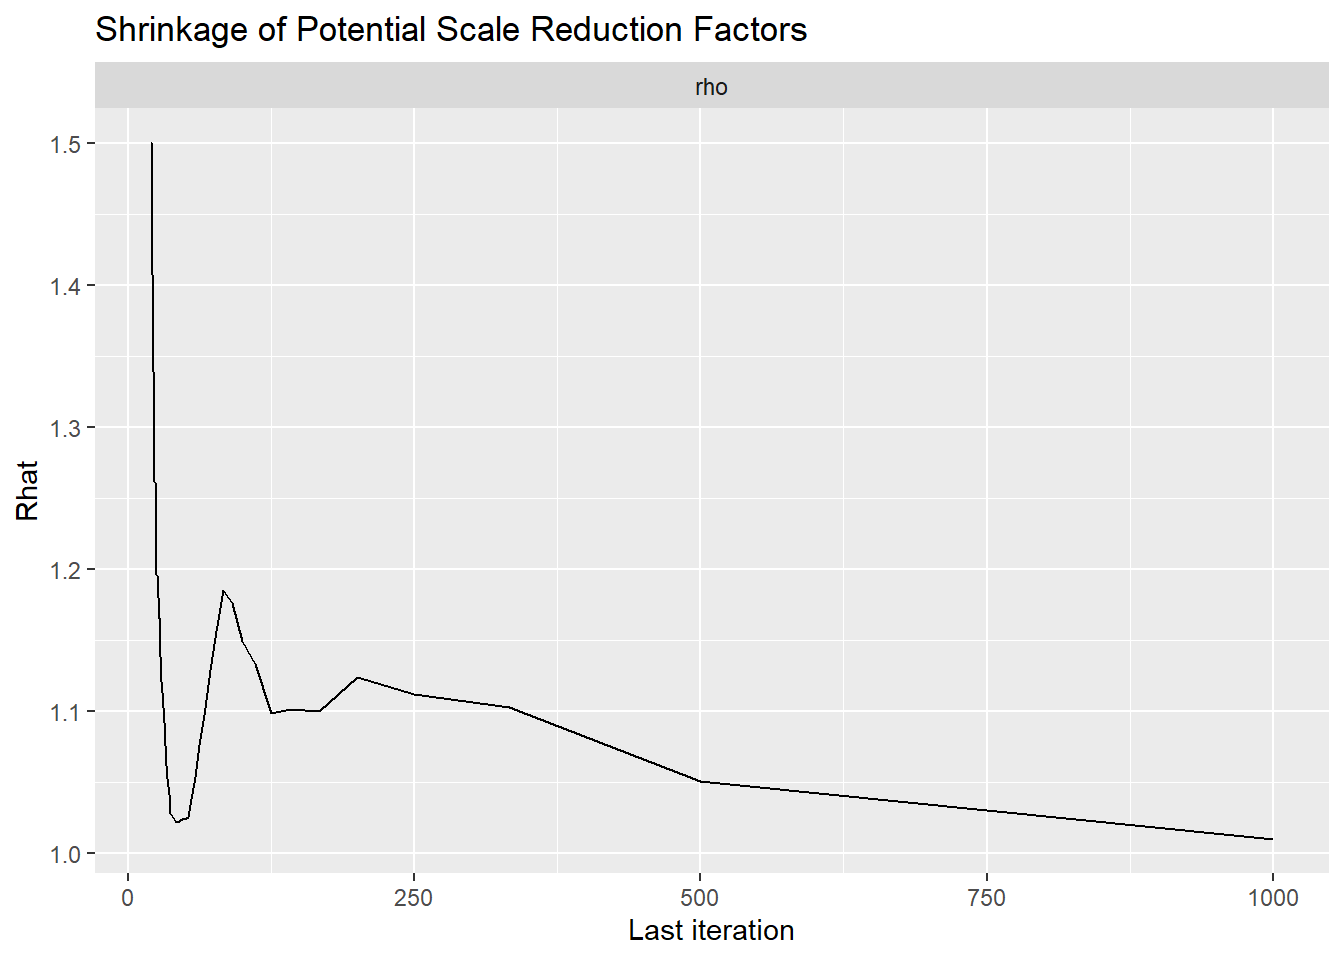 Shrinkage of Potential Scale Reduction Factors
rho
1.5
1.4
1.3
1.2
1.1
1.0
Rhat
0 250 500 750 1000
Last iteration